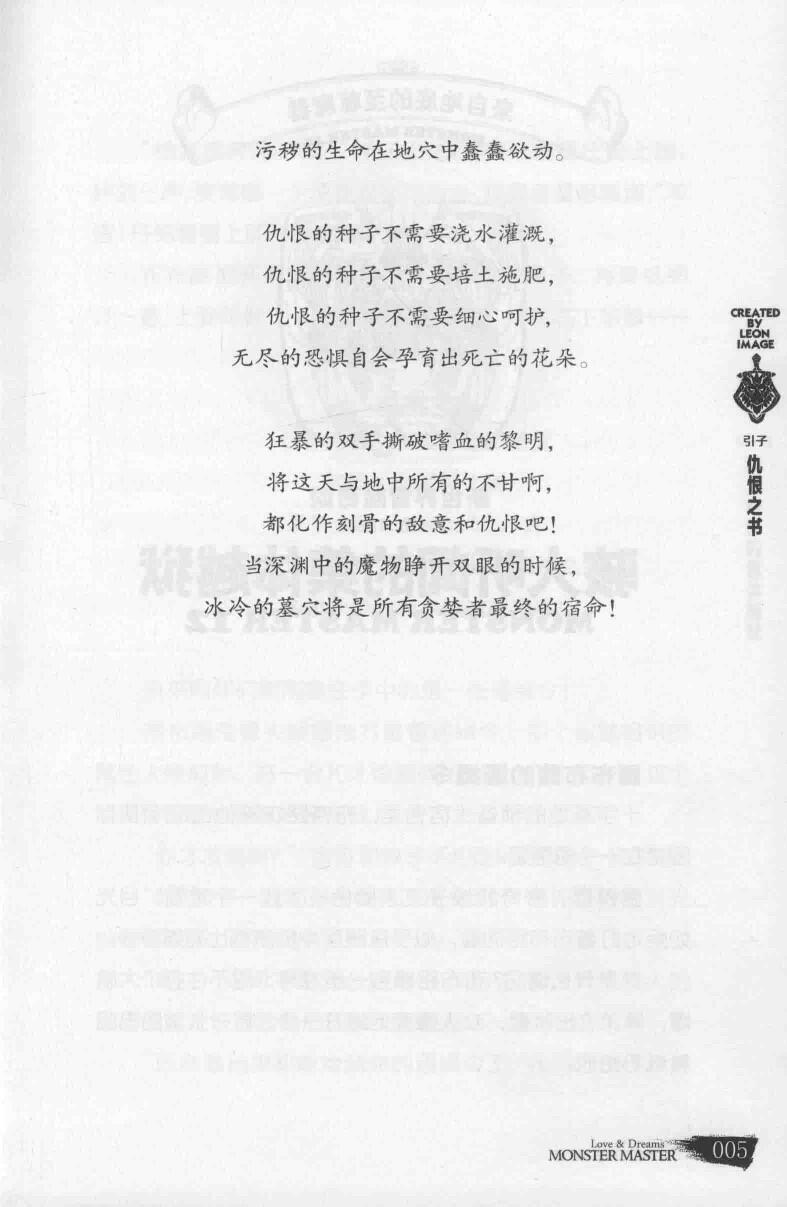 污秽的生命在地穴中蠢蠢欲动。
仇恨的种子不需要浇水灌溉，
仇恨的种子不需要培土施肥，
仇恨的种子不需要细心呵护，
无尽的恐惧自会孕育出死亡的花朵。
狂暴的双手撕破嗜血的黎明，
将这天与地中所有的不甘啊，
都化作刻骨的敌意和仇恨吧！
当深渊中的魔物睁开双眼的时候，
冰冷的墓穴将是所有贪婪者最终的宿命！
CREATED
BY
LEON
IMAGE
引子
仇恨之书
Love & Dreams
MONSTER MASTER
005